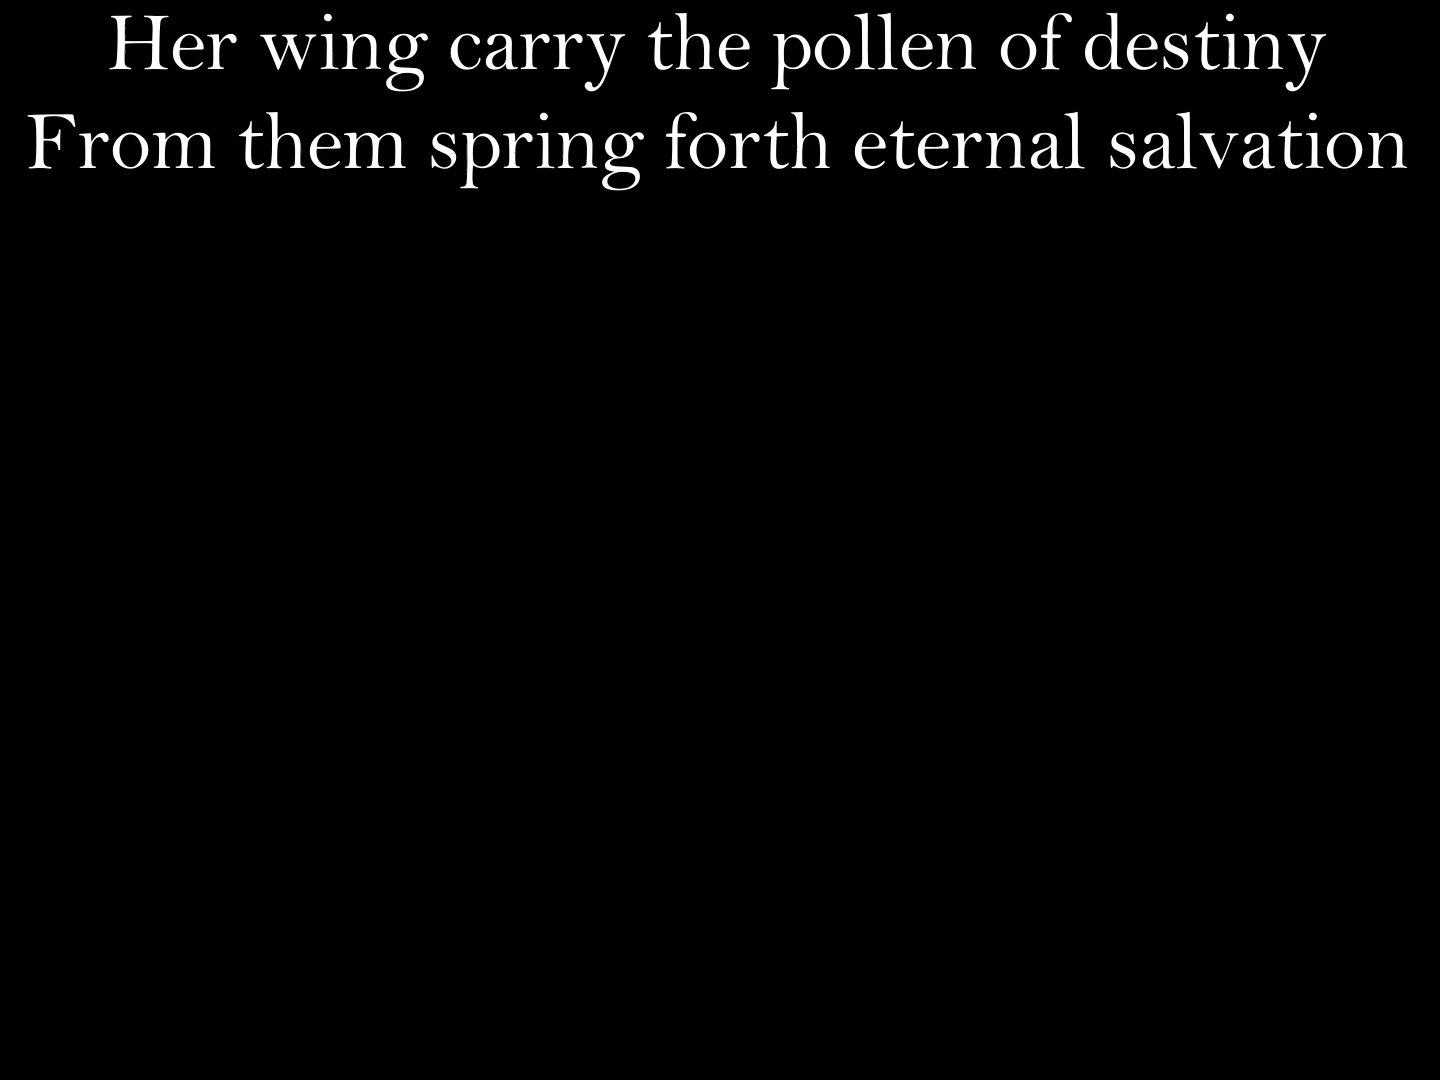 Her wing carry the pollen of destiny
From them spring forth eternal salvation